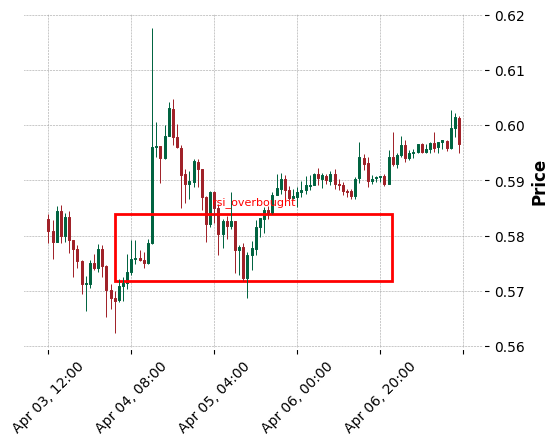 0.62
0.61
0.60
0.59
0.58
0.57
0.56
Price
rsi_overbought
Apr 03, 12:00
Apr 04, 08:00
Apr 05, 04:00
Apr 06, 00:00
Apr 06, 20:00